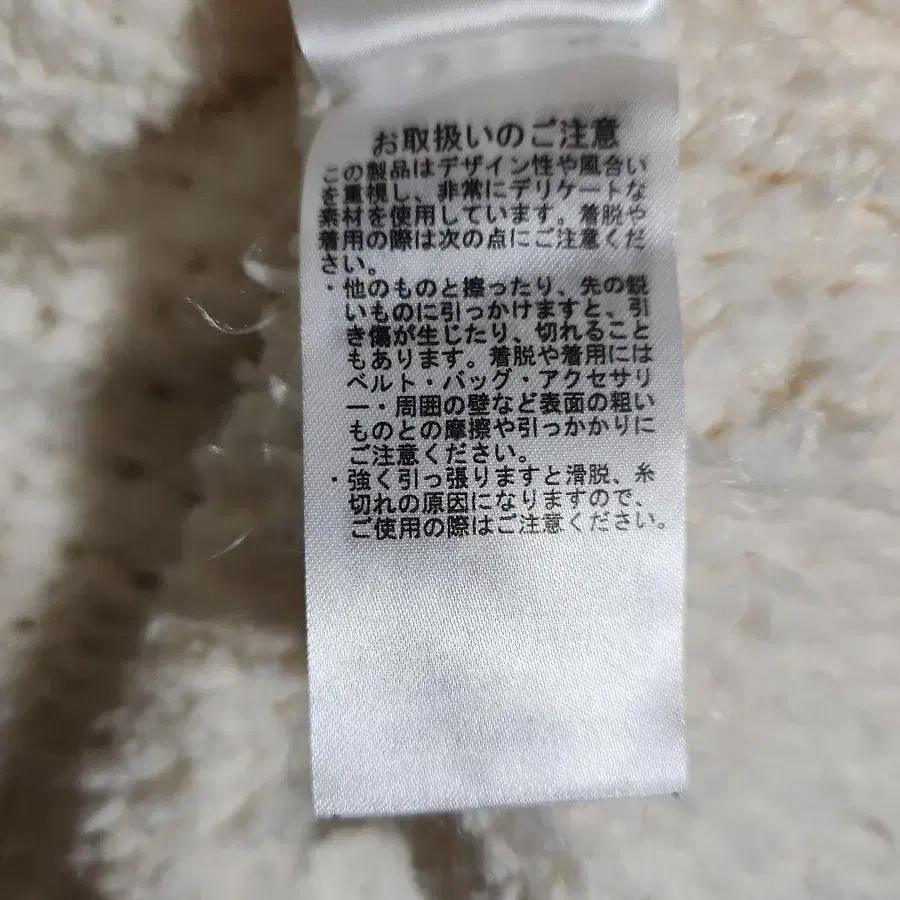 お取扱いのご注意
この製品はデザイン性や風合い
を重視し、非常にデリケートな
素材を使用しています。着脱や
着用の際は次の点にご注意くだ
さい。
・他のものと擦ったり、先の鋭
いものに引っかけますと、引
き傷が生じたり、切れること
もあります。着脱や着用には
ベルト・バッグ・アクセサリ
ー・周囲の壁など表面の粗い
ものとの摩擦や引っかかりに
ご注意ください。
・強く引っ張りますと滑脱、糸
切れの原因になりますので、
ご使用の際はご注意ください。